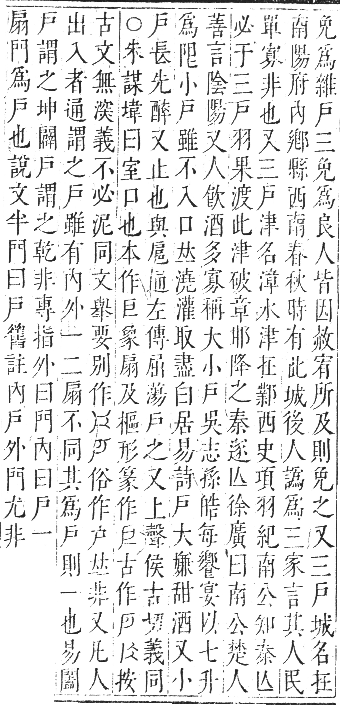 免爲雜戶三免爲良人皆因赦宥所及則免之又三戶城名在
南陽府內鄉縣西南春秋時有此城後人譌爲三家言其人民
單寡非也又三戶津名漳水津在鄴西史項羽紀南公知秦亾
必于三戶羽果渡此津破章邯降之秦遂亾徐廣曰南公楚人
善言陰陽又人飮酒多寡稱大小戶吳志孫皓每饗宴以七升
爲限小戶雖不入口𠀤澆灌取盡白居易詩戶大嫌甜酒又小
戶長先醉又止也與扈通左傳屈蕩戶之又上聲侯古切義同
○朱謀㙔曰室口也本作象扇及樞形篆作古作按
古文無深義不必泥同文舉要別作俗作户𠀤非又凡人
出入者通謂之戶雖有內外一二扇不同其爲戶則一也易闔
戶謂之坤闢戶謂之乾非專指外曰門內曰戶一
扇門爲戶也說文半門曰戶舊註內戶外門尤非